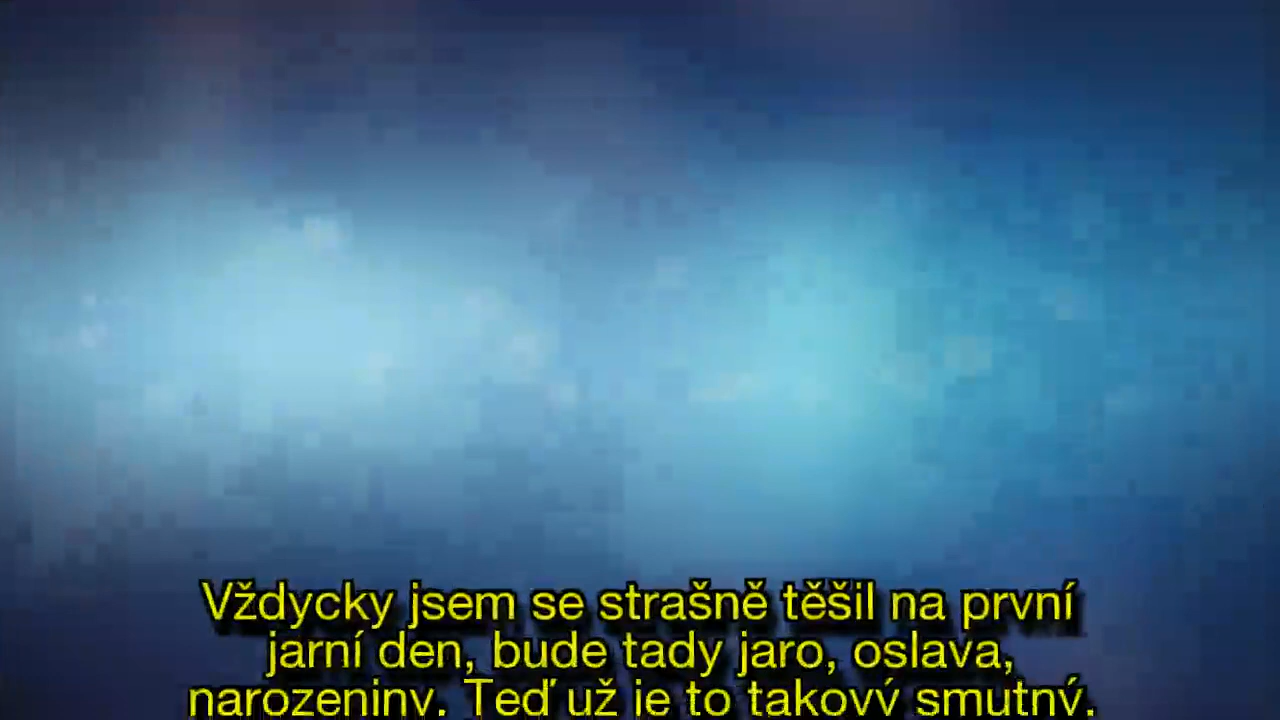 Vždycky jsem se strašně těšil na první
jarní den, bude tady jaro, oslava,
narozeniny. Teď už je to takový smutný.